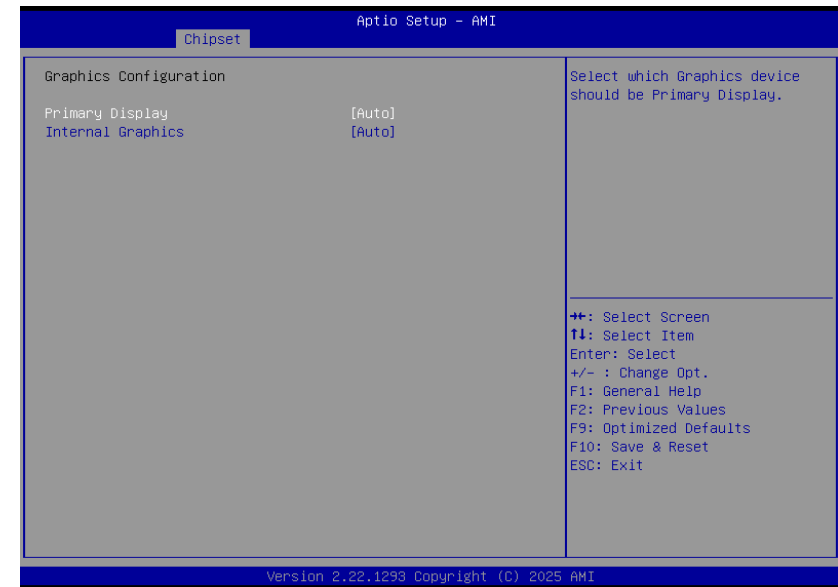 Aptio Setup – AMI
Chipset
Graphics Configuration
Primary Display [Auto]
Internal Graphics [Auto]
Select which Graphics device
should be Primary Display.
→←: Select Screen
↑↓: Select Item
Enter: Select
+/- : Change Opt.
F1: General Help
F2: Previous Values
F9: Optimized Defaults
F10: Save & Reset
ESC: Exit
Version 2.22.1293 Copyright (C) 2025 AMI